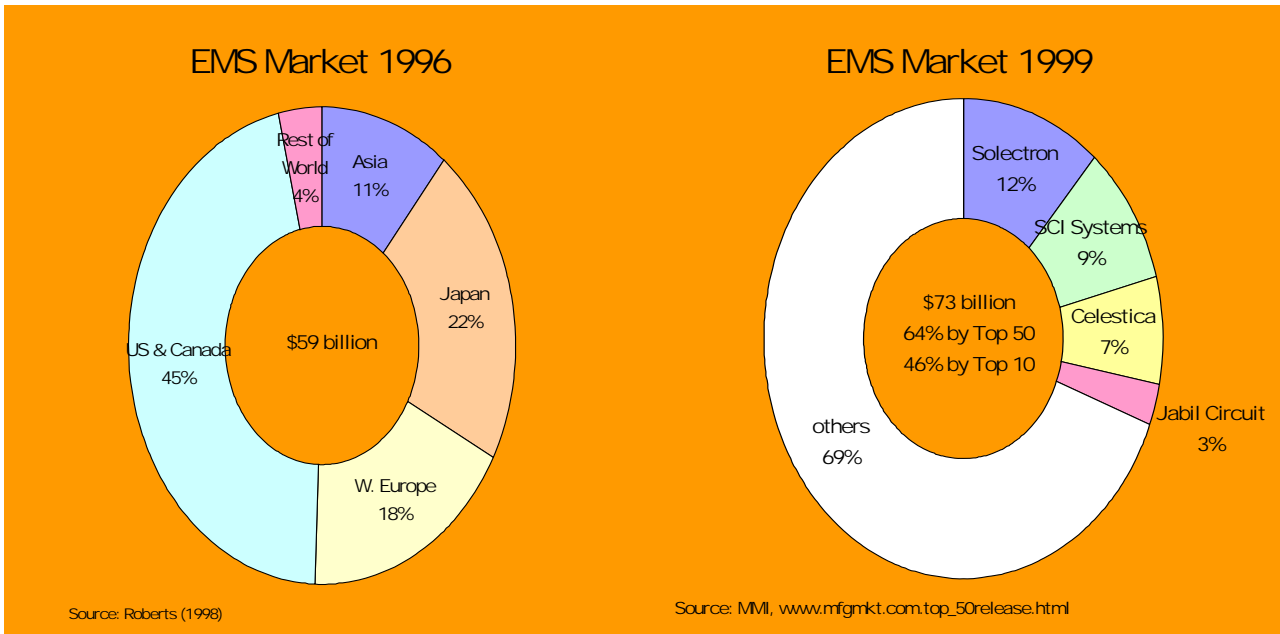 EMS Market 1996
Rest of
World
4%
Asia
11%
Japan
22%
$59 billion
US & Canada
45%
W. Europe
18%
Source: Roberts (1998)
EMS Market 1999
Solectron
12%
SCI Systems
9%
Celestica
7%
$73 billion
64% by Top 50
46% by Top 10
Jabil Circuit
3%
others
69%
Source: MMI, www.mfgmkt.com.top_50release.html